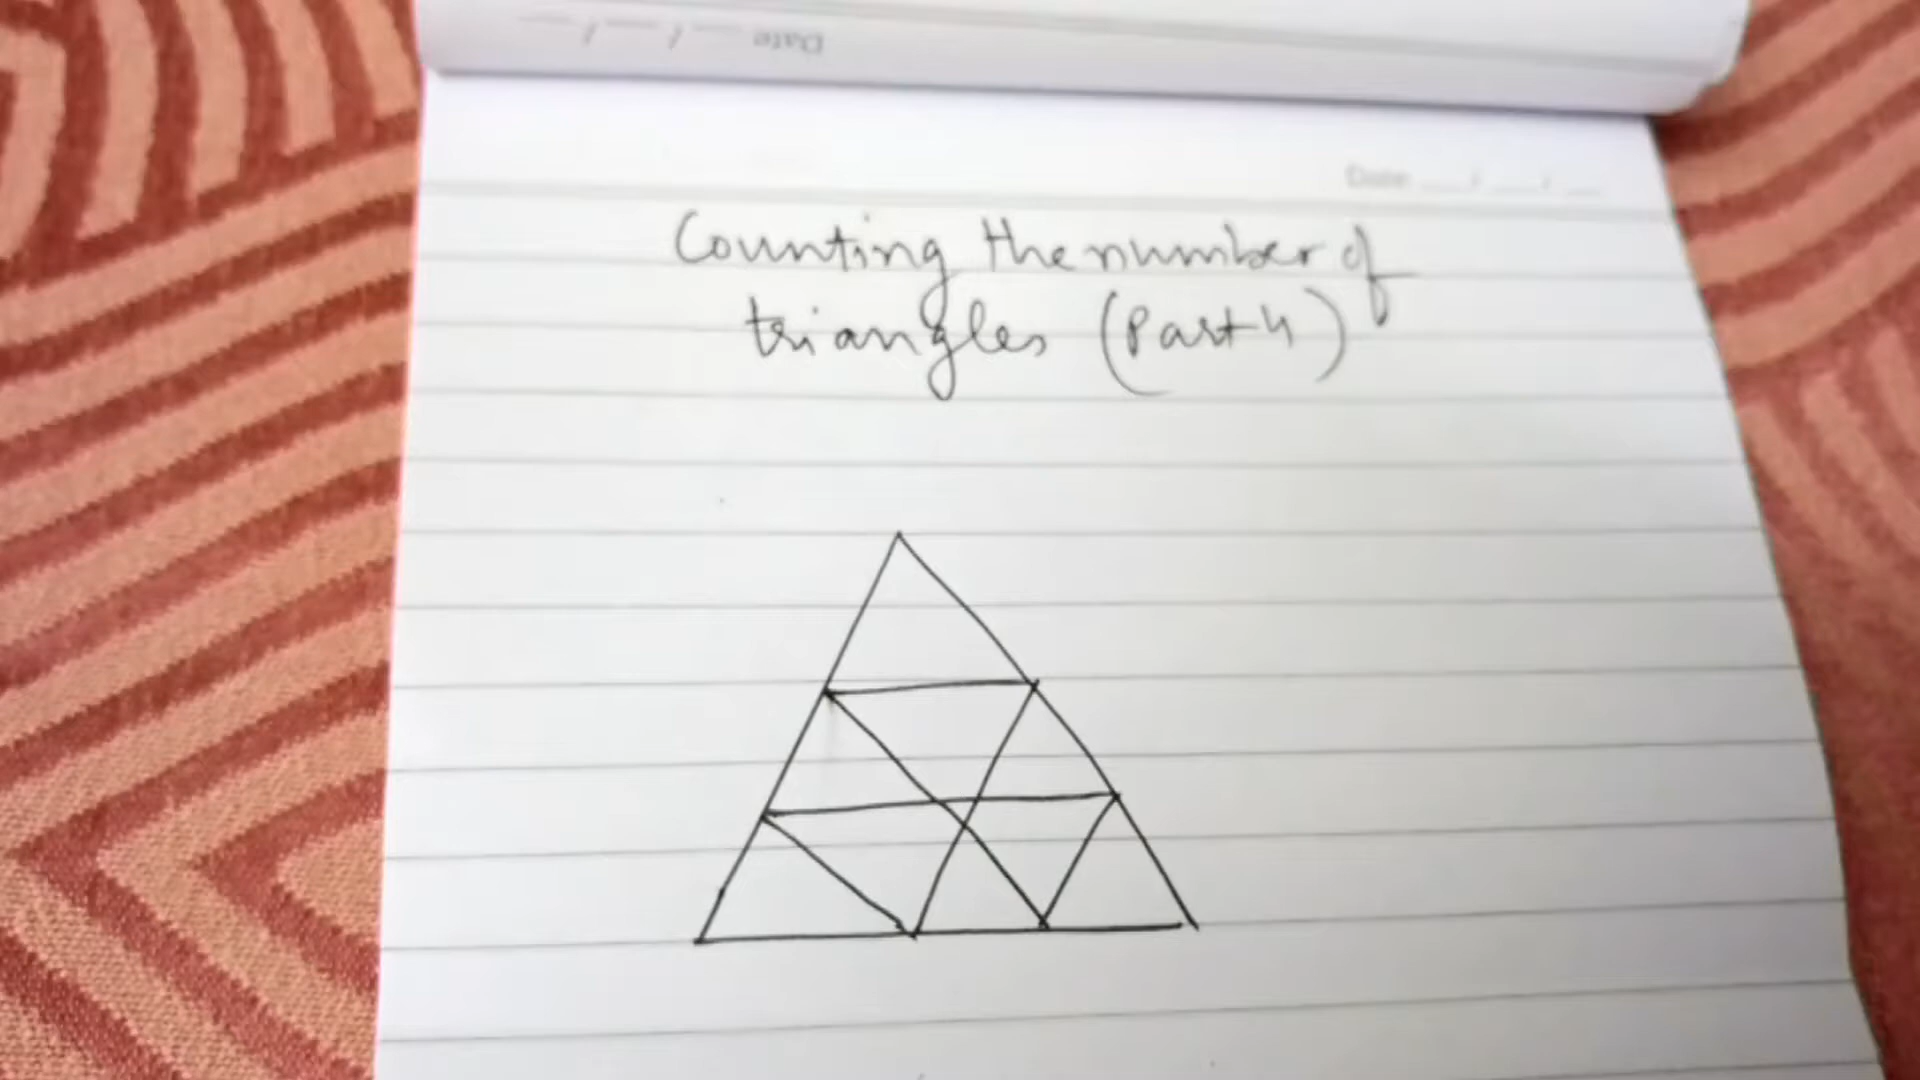 Date
Date
Counting the number of
triangles (Part 4)